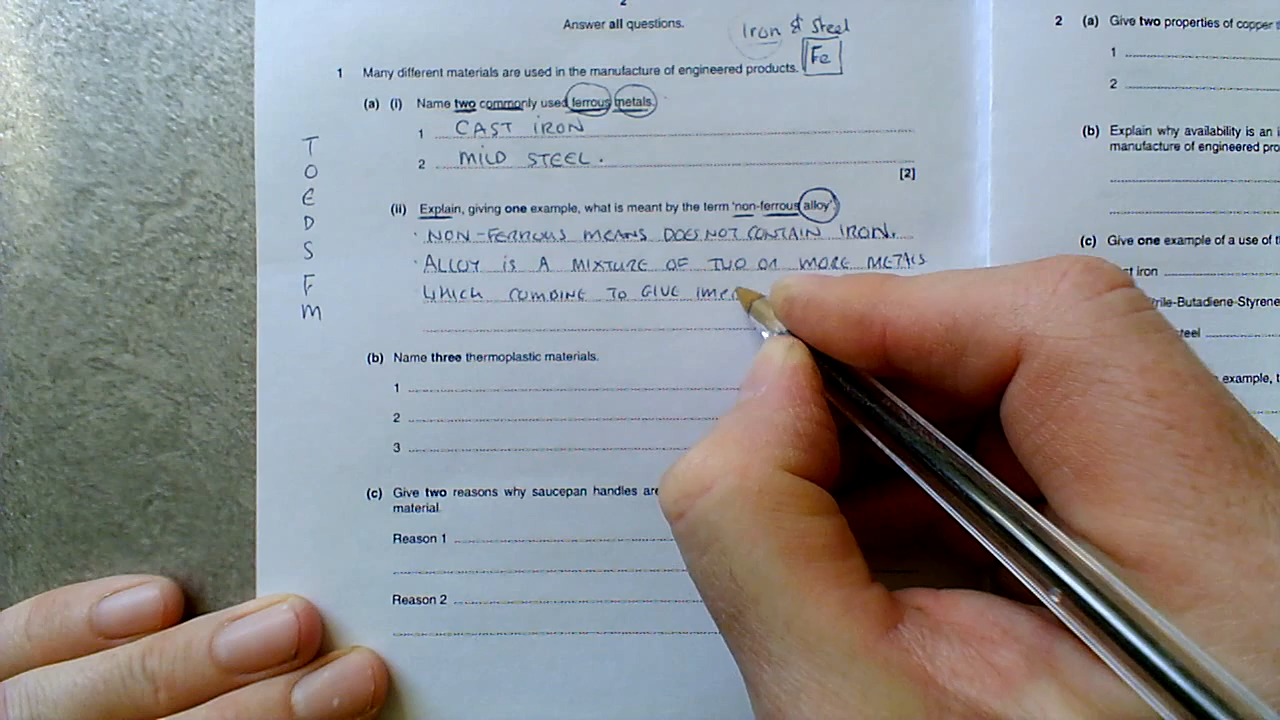 2
Answer all questions.
Iron & Steel
Fe
1 Many different materials are used in the manufacture of engineered products.
(a) (i) Name two commonly used ferrous metals.
1 CAST IRON
2 MILD STEEL.
[2]
(ii) Explain, giving one example, what is meant by the term 'non-ferrous alloy'.
· NON-FERROUS MEANS DOES NOT CONTAIN IRON.
· ALLOY IS A MIXTURE OF TWO OR MORE METALS
WHICH COMBINE TO GIVE
(b) Name three thermoplastic materials.
1
2
3
(c) Give two reasons why saucepan handles are
material.
Reason 1
Reason 2
T
O
E
D
S
F
M
2 (a) Give two properties of copper
1
2
(b) Explain why availability is an
manufacture of engineered
(c) Give one example of a use of
iron
-Butadiene-Styrene
example,